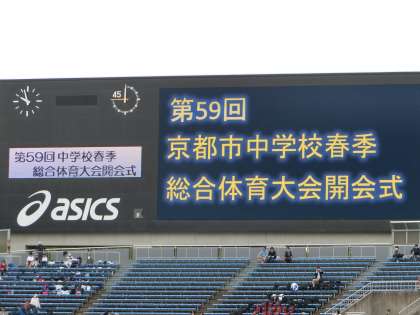 45
第59回中学校春季
総合体育大会開会式
asics
第59回
京都市中学校春季
総合体育大会開会式